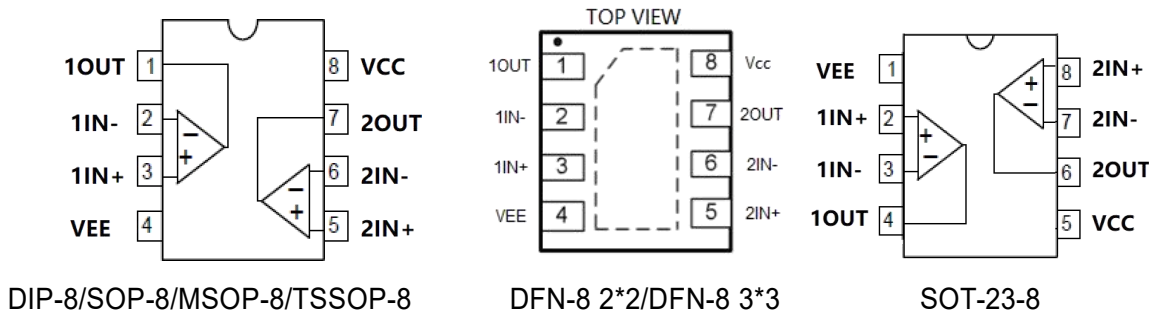 1OUT 1 8 VCC
1IN- 2 7 2OUT
1IN+ 3 6 2IN-
VEE 4 5 2IN+
− +
− +
DIP-8/SOP-8/MSOP-8/TSSOP-8
TOP VIEW
1OUT 1 8 Vcc
1IN- 2 7 2OUT
1IN+ 3 6 2IN-
VEE 4 5 2IN+
DFN-8 2*2/DFN-8 3*3
VEE 1 8 2IN+
1IN+ 2 7 2IN-
1IN- 3 6 2OUT
1OUT 4 5 VCC
+ −
− +
SOT-23-8